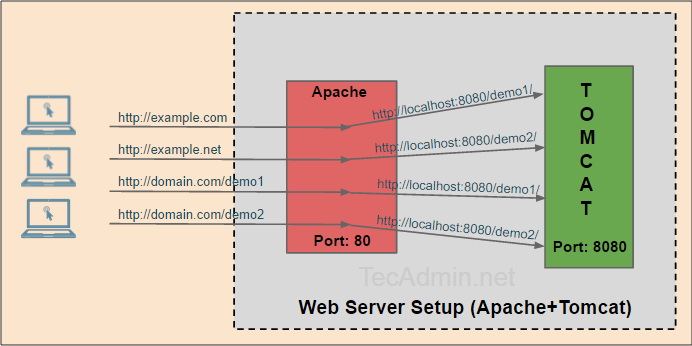 Apache
http://example.com
http://example.net
http://domain.com/demo1
http://domain.com/demo2
http://localhost:8080/demo1/
http://localhost:8080/demo2/
http://localhost:8080/demo1/
http://localhost:8080/demo2/
Port: 80
T
O
M
C
A
T
Port: 8080
TecAdmin.net
Web Server Setup (Apache+Tomcat)